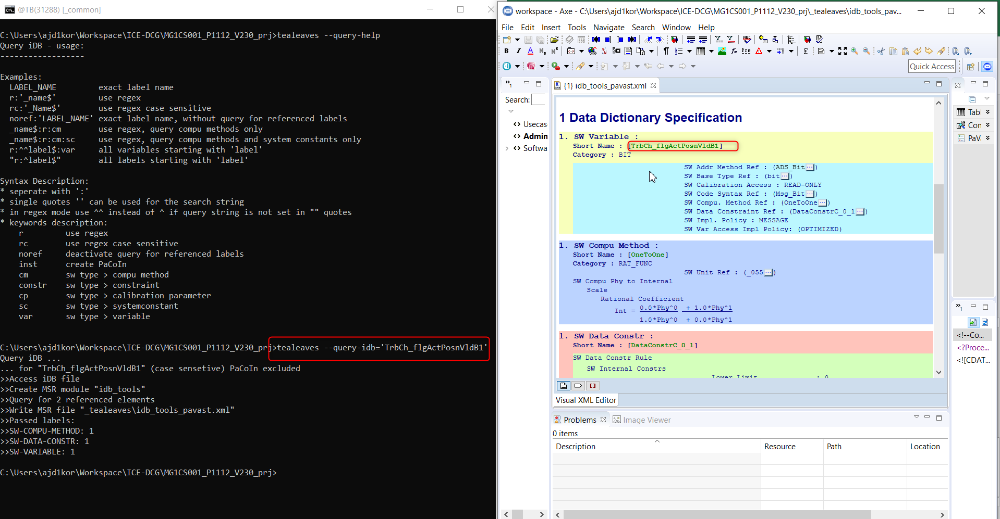 @TB(31288) [_common]
C:\Users\ajd1kor\Workspace\ICE-DCG\MG1CS001_P1112_V230_prj>tealeaves --query-help
Query iDB - usage:
------------------
Examples:
LABEL_NAME exact label name
r:'_name$' use regex
rc:'_Name$' use regex case sensitive
noref:'LABEL_NAME' exact label name, without query for referenced labels
_name$:r:cm use regex, query compu methods only
_name$:r:cm:sc use regex, query compu methods and system constants only
r:^^label$:var all variables starting with 'label'
"r:^label$" all labels starting with 'label'
Syntax Description:
* seperate with ':'
* single quotes '' can be used for the search string
* in regex mode use ^^ instead of ^ if query string is not set in "" quotes
* keywords description:
r use regex
rc use regex case sensitive
noref deactivate query for referenced labels
inst create PaCoIn
cm sw type > compu method
constr sw type > constraint
cp sw type > calibration parameter
sc sw type > systemconstant
var sw type > variable
C:\Users\ajd1kor\Workspace\ICE-DCG\MG1CS001_P1112_V230_prj>tealeaves --query-idb='TrbCh_flgActPosnVldB1'
Query iDB ...
... for "TrbCh_flgActPosnVldB1" (case sensetive) PaCoIn excluded
>>Access iDB file
>>Create MSR module "idb_tools"
>>Query for 2 referenced elements
>>Write MSR file "_tealeaves\idb_tools_pavast.xml"
>>Passed labels:
>>SW-COMPU-METHOD: 1
>>SW-DATA-CONSTR: 1
>>SW-VARIABLE: 1
C:\Users\ajd1kor\Workspace\ICE-DCG\MG1CS001_P1112_V230_prj>
workspace - Axe - C:\Users\ajd1kor\Workspace\ICE-DCG\MG1CS001_P1112_V230_prj\_tealeaves\idb_tools_pav...
File Edit Insert Tools Navigate Search Window Help
Quick Access
{1} idb_tools_pavast.xml
Search:
<> Usecas
<> Admin
<> Softwa
1 Data Dictionary Specification
1. SW Variable :
Short Name : [TrbCh_flgActPosnVldB1]
Category : BIT
SW Addr Method Ref : (ADS_Bit...)
SW Base Type Ref : (bit...)
SW Calibration Access : READ-ONLY
SW Code Syntax Ref : (Msg_Bit...)
SW Compu. Method Ref : (OneToOne...)
SW Data Constraint Ref : (DataConstrC_0_1...)
SW Impl. Policy : MESSAGE
SW Var Access Impl Policy: (OPTIMIZED)
1. SW Compu Method :
Short Name : [OneToOne]
Category : RAT_FUNC
SW Unit Ref : (_055...)
SW Compu Phy to Internal
Scale
Rational Coefficient
Int = 0.0*Phy^0 + 1.0*Phy^1
1.0*Phy^0 + 0.0*Phy^1
1. SW Data Constr :
Short Name : [DataConstrC_0_1]
SW Data Constr Rule
SW Internal Constrs
Lower Limit : 0
Visual XML Editor
Tabl
Con
PaVa
<!--Co...
<?Proce...
<![CDAT...
Problems Image Viewer
0 items
Description Resource Path Location